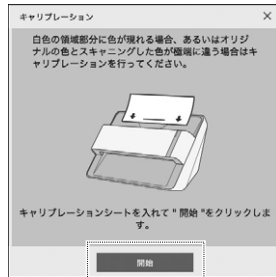 キャリブレーション
白色の領域部分に色が現れる場合、あるいはオリジ
ナルの色とスキャニングした色が極端に違う場合はキ
ャリブレーションを行ってください。
キャリブレーションシートを入れて " 開始 "をクリックしま
す。
開始